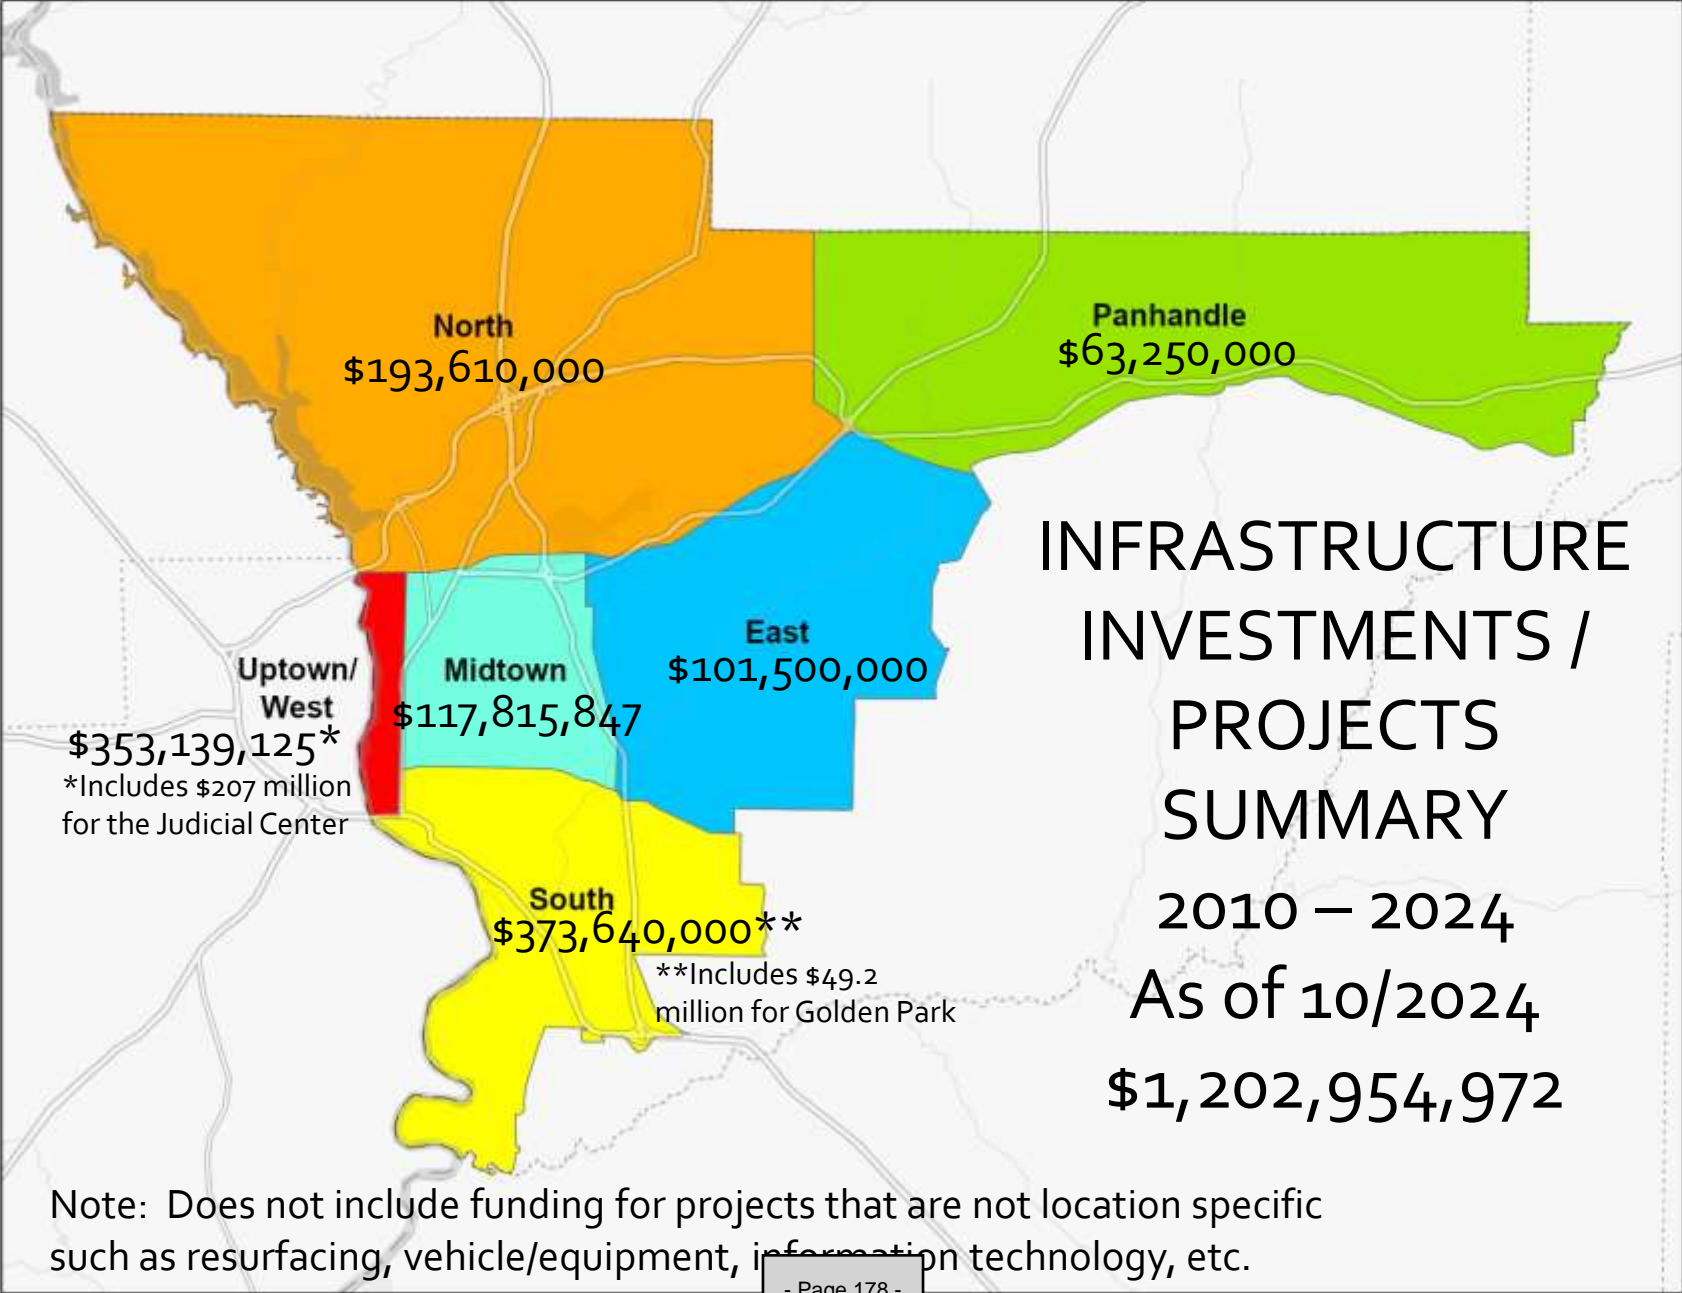 North
$193,610,000
Panhandle
$63,250,000
INFRASTRUCTURE
INVESTMENTS /
PROJECTS
SUMMARY
2010 – 2024
As of 10/2024
$1,202,954,972
East
$101,500,000
Uptown/
West
$353,139,125*
*Includes $207 million
for the Judicial Center
Midtown
$117,815,847
South
$373,640,000**
**Includes $49.2
million for Golden Park
Note: Does not include funding for projects that are not location specific
such as resurfacing, vehicle/equipment, information technology, etc.
- Page 178 -